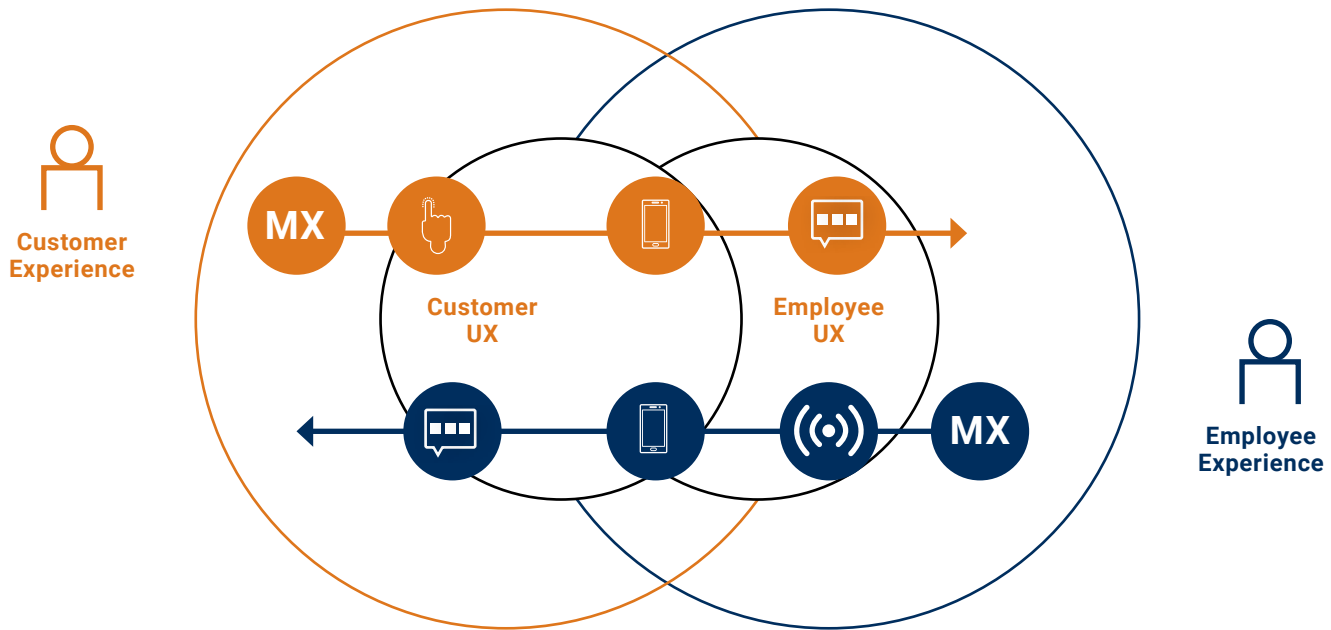 Customer
Experience
MX
Customer
UX
Employee
UX
MX
Employee
Experience